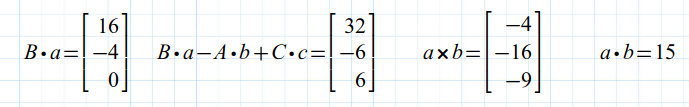 B·a=[16 −4 0] B·a−A·b+C·c=[32 −6 6] a×b=[−4 −16 −9] a·b=15